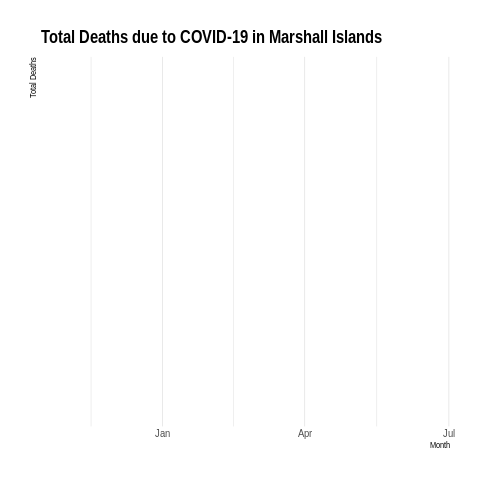 Total Deaths due to COVID-19 in Marshall Islands
Total Deaths
Jan Apr Jul
Month